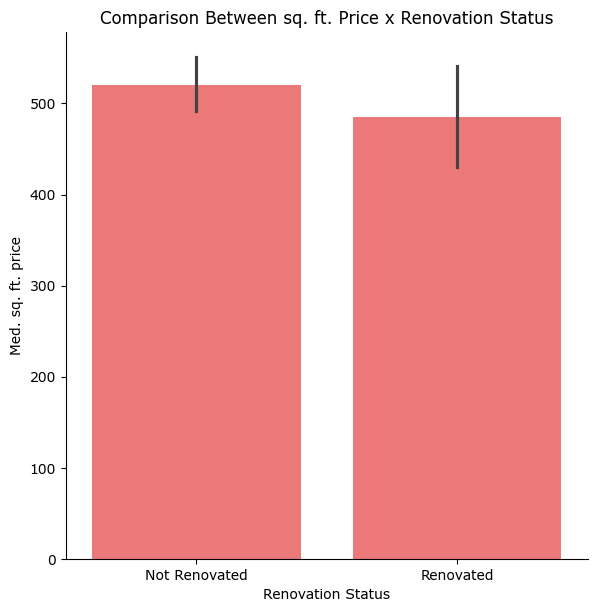 Comparison Between sq. ft. Price x Renovation Status
Med. sq. ft. price
500
400
300
200
100
0
Not Renovated
Renovated
Renovation Status